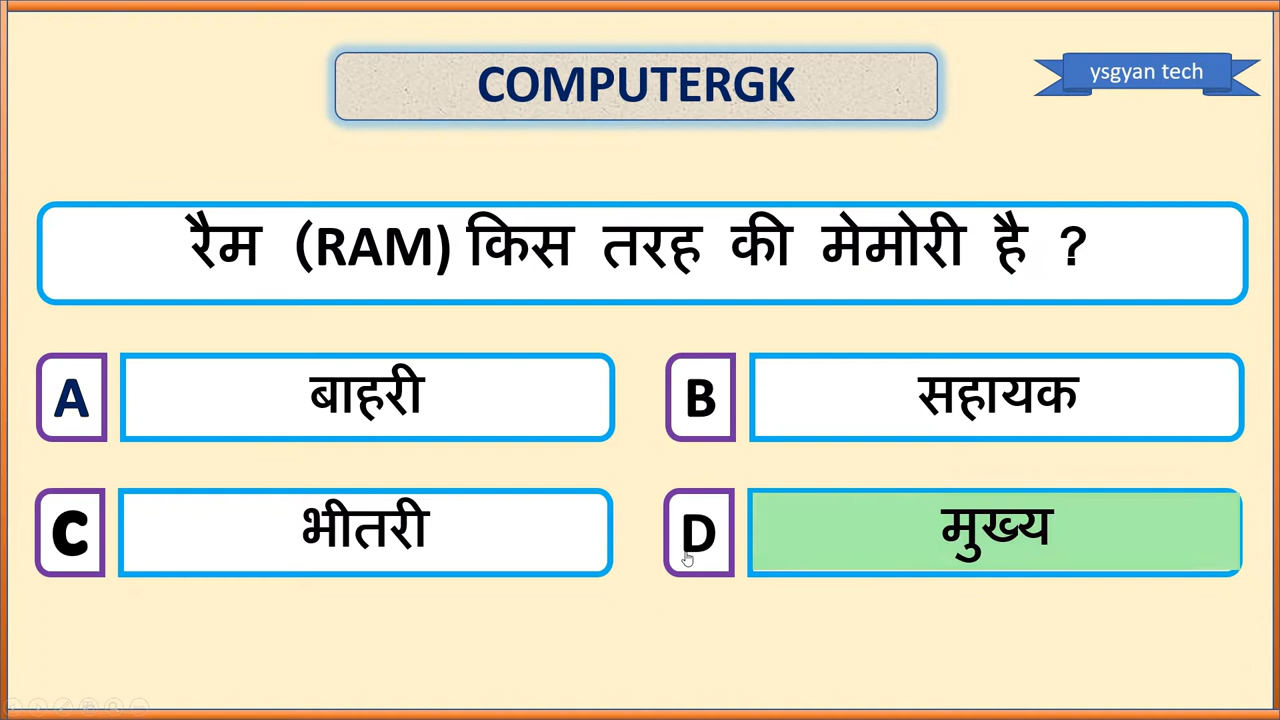 COMPUTERGK
ysgyan tech
रैम (RAM) किस तरह की मेमोरी है ?
A
बाहरी
B
सहायक
C
भीतरी
D
मुख्य